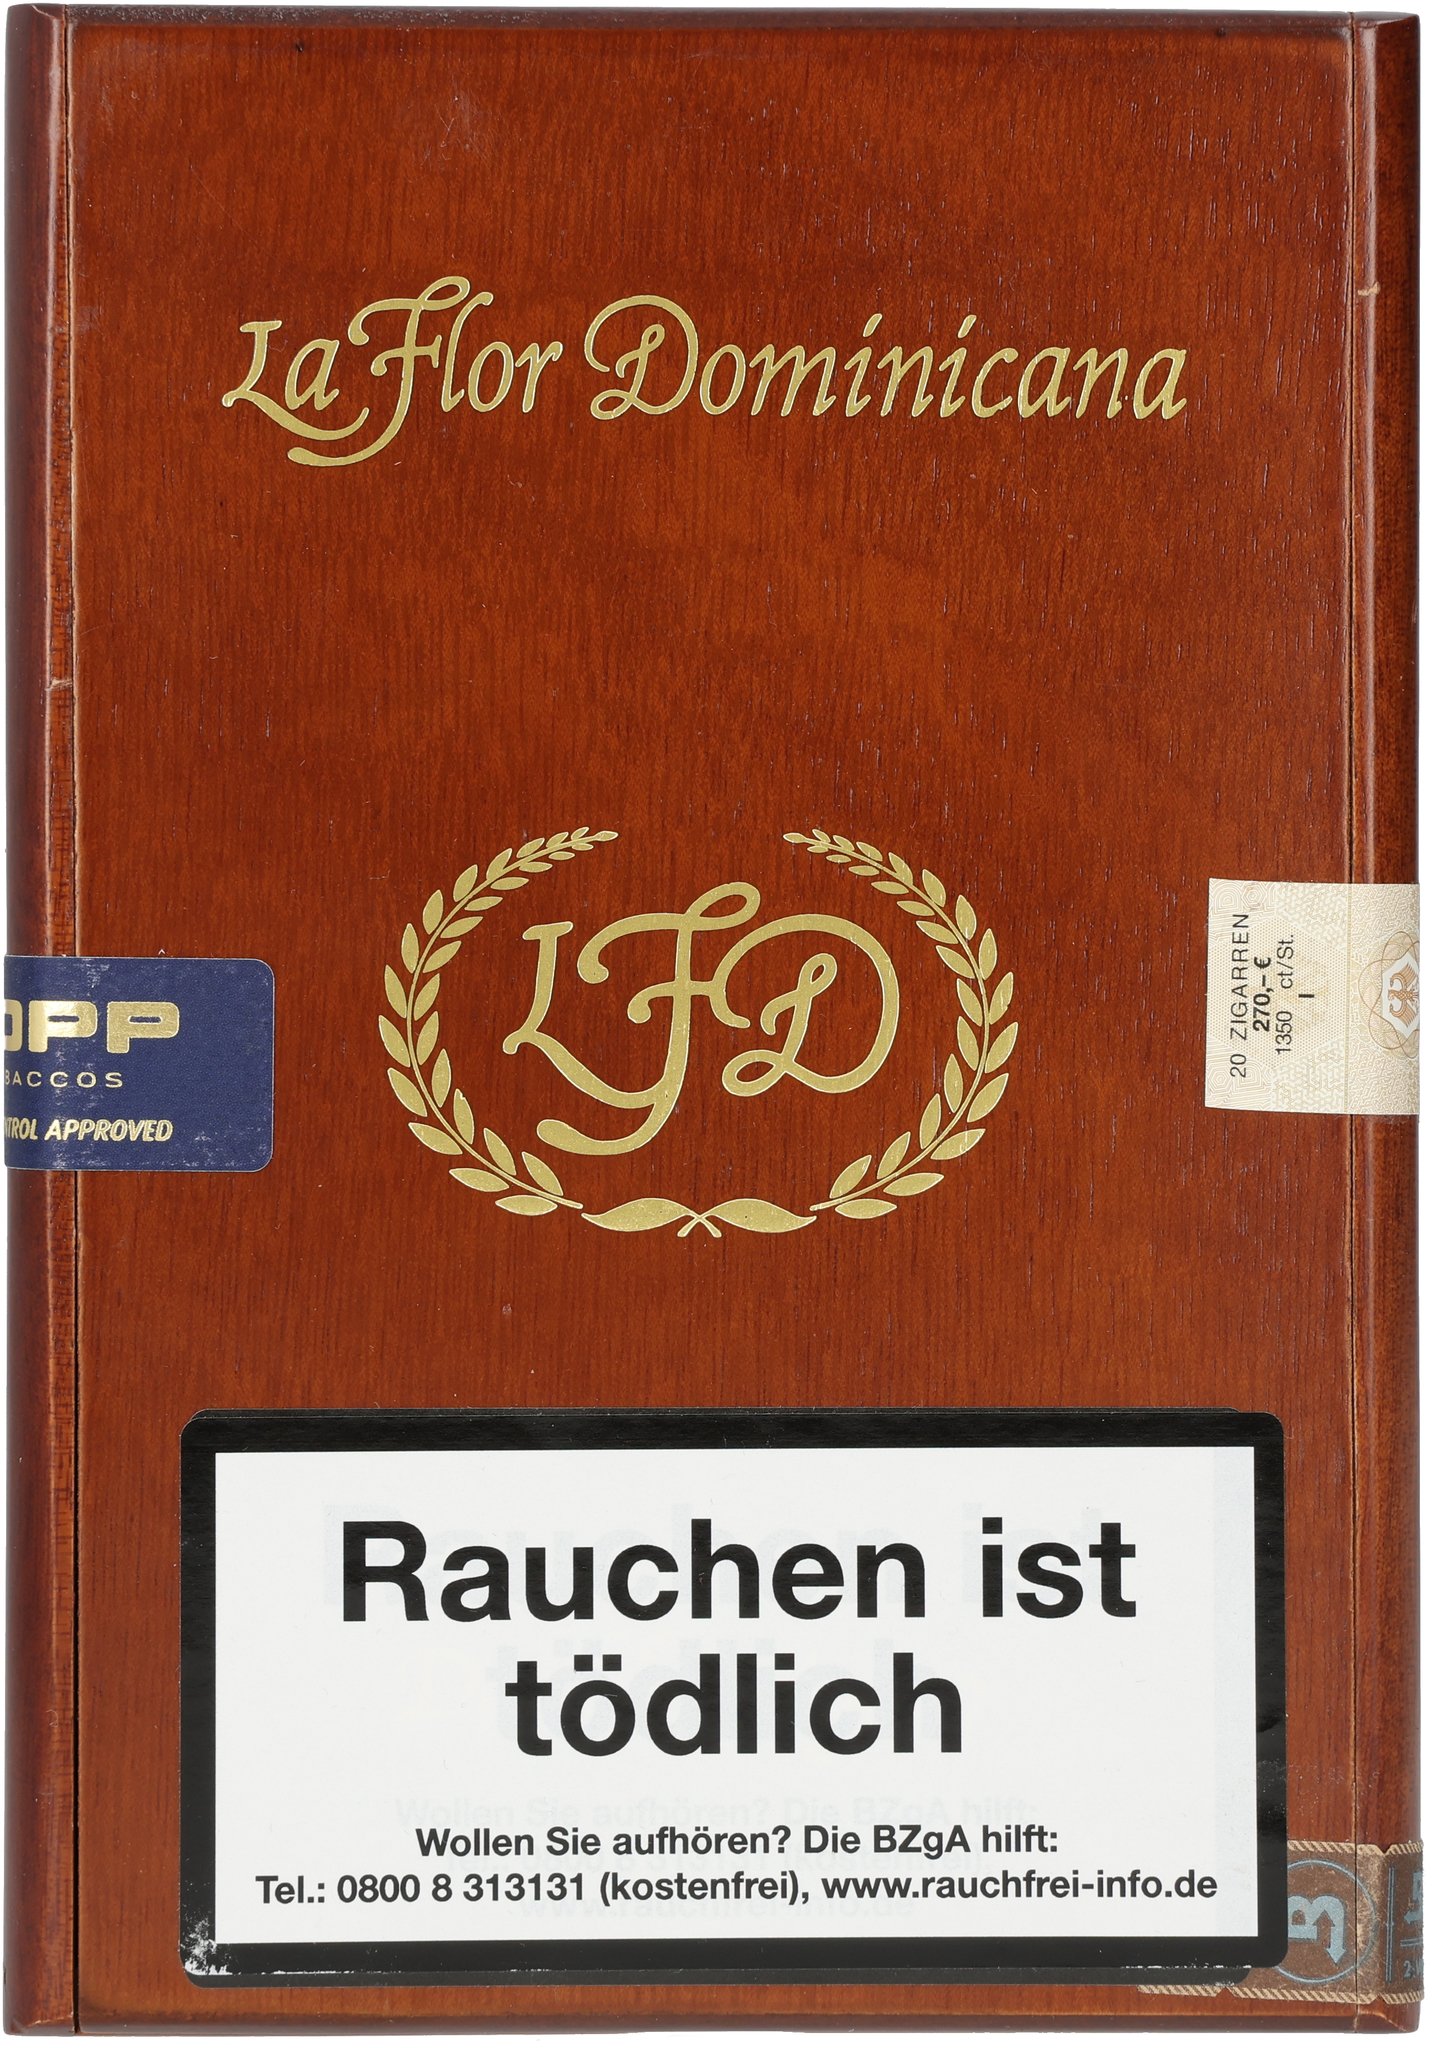 La Flor Dominicana
LFD
OPP
BACCOS
TROL APPROVED
20 ZIGARREN
270,- €
1350 ct/St.
I
Rauchen ist
tödlich
Wollen Sie aufhören? Die BZgA hilft:
Tel.: 0800 8 313131 (kostenfrei), www.rauchfrei-info.de
B